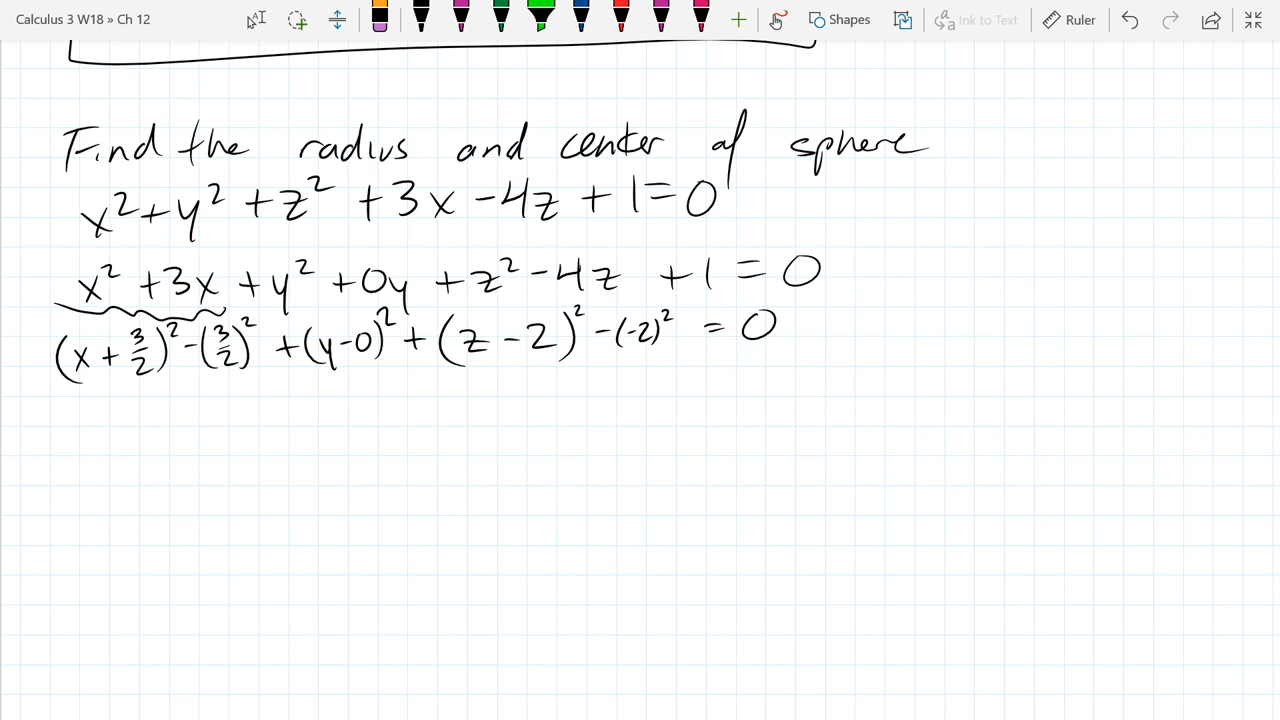 Calculus 3 W18 » Ch 12
Shapes
Ink to Text
Ruler
Find the radius and center of sphere
x² + y² + z² + 3x - 4z + 1 = 0
x² + 3x + y² + 0y + z² - 4z + 1 = 0
(x + 3/2)² - (3/2)² + (y - 0)² + (z - 2)² - (-2)² = 0